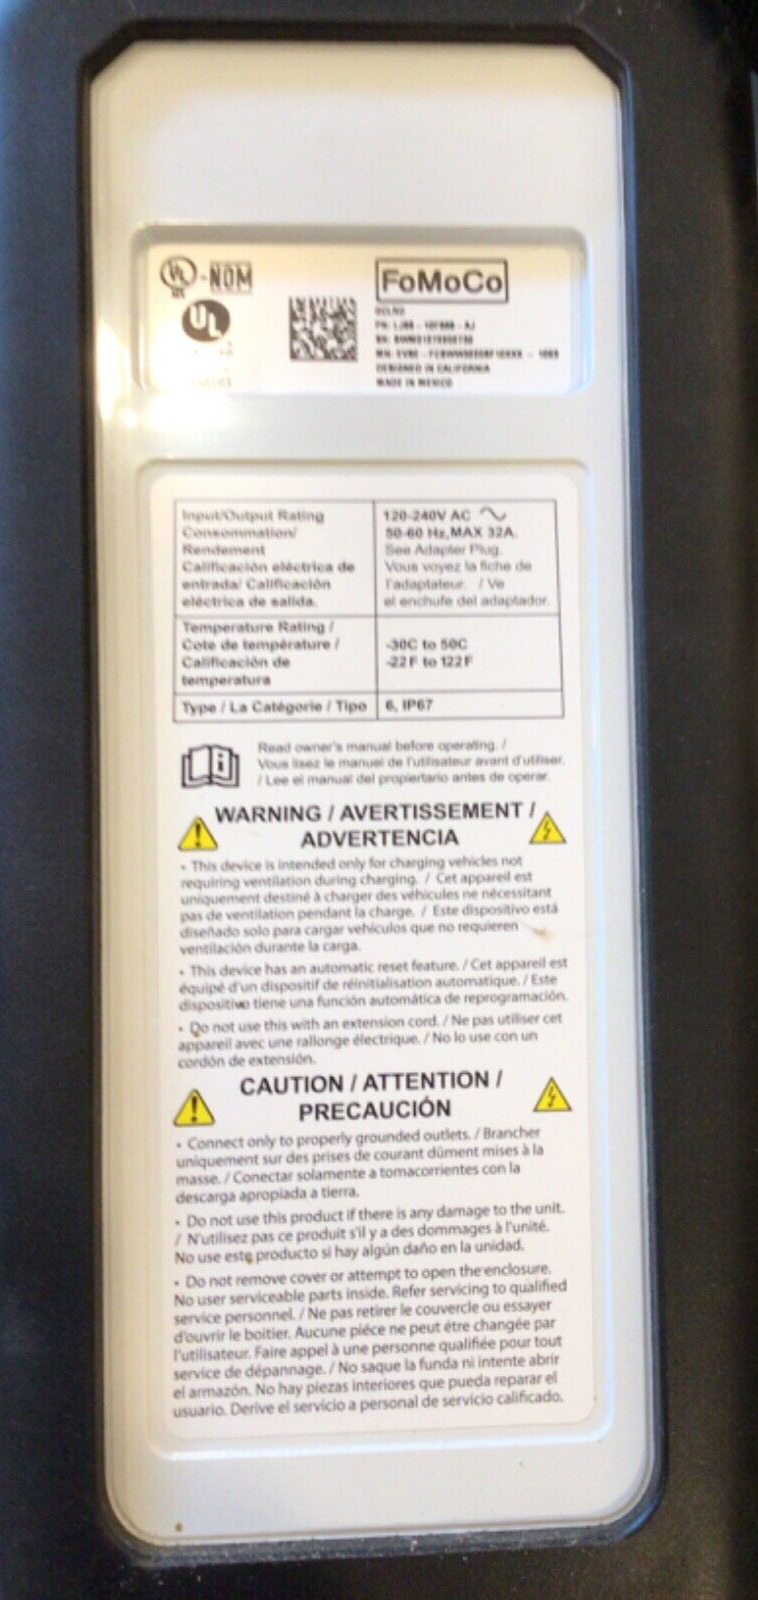 UL
-NOM
UL
FoMoCo
DESIGNED IN CALIFORNIA
MADE IN MEXICO
Input/Output Rating
Consommation/
Rendement
Calificación eléctrica de
entrada/ Calificación
eléctrica de salida.
120-240V AC
50-60 Hz, MAX 32A.
See Adapter Plug.
Vous voyez la fiche de
l'adaptateur. / Ve
el enchufe del adaptador.
Temperature Rating /
Cote de température /
Calificación de
temperatura
-30C to 50C
-22F to 122F
Type / La Catégorie / Tipo
6, IP67
Read owner's manual before operating. /
Vous lisez le manuel de l'utilisateur avant d'utiliser.
/ Lee el manual del propiertario antes de operar.
WARNING / AVERTISSEMENT /
ADVERTENCIA
• This device is intended only for charging vehicles not
requiring ventilation during charging. / Cet appareil est
uniquement destiné à charger des véhicules ne nécessitant
pas de ventilation pendant la charge. / Este dispositivo está
diseñado solo para cargar vehículos que no requieren
ventilación durante la carga.
• This device has an automatic reset feature. / Cet appareil est
équipé d'un dispositif de réinitialisation automatique. / Este
dispositivo tiene una función automática de reprogramación.
• Do not use this with an extension cord. / Ne pas utiliser cet
appareil avec une rallonge électrique. / No lo use con un
cordón de extensión.
CAUTION / ATTENTION /
PRECAUCIÓN
• Connect only to properly grounded outlets. / Brancher
uniquement sur des prises de courant dûment mises à la
masse. / Conectar solamente a tomacorrientes con la
descarga apropiada a tierra.
• Do not use this product if there is any damage to the unit.
/ N'utilisez pas ce produit s'il y a des dommages à l'unité.
No use este producto si hay algún daño en la unidad.
• Do not remove cover or attempt to open the enclosure.
No user serviceable parts inside. Refer servicing to qualified
service personnel. / Ne pas retirer le couvercle ou essayer
d'ouvrir le boitier. Aucune piéce ne peut étre changée par
l'utilisateur. Faire appel à une personne qualifiée pour tout
service de dépannage. / No saque la funda ni intente abrir
el armazón. No hay piezas interiores que pueda reparar el
usuario. Derive el servicio a personal de servicio calificado.